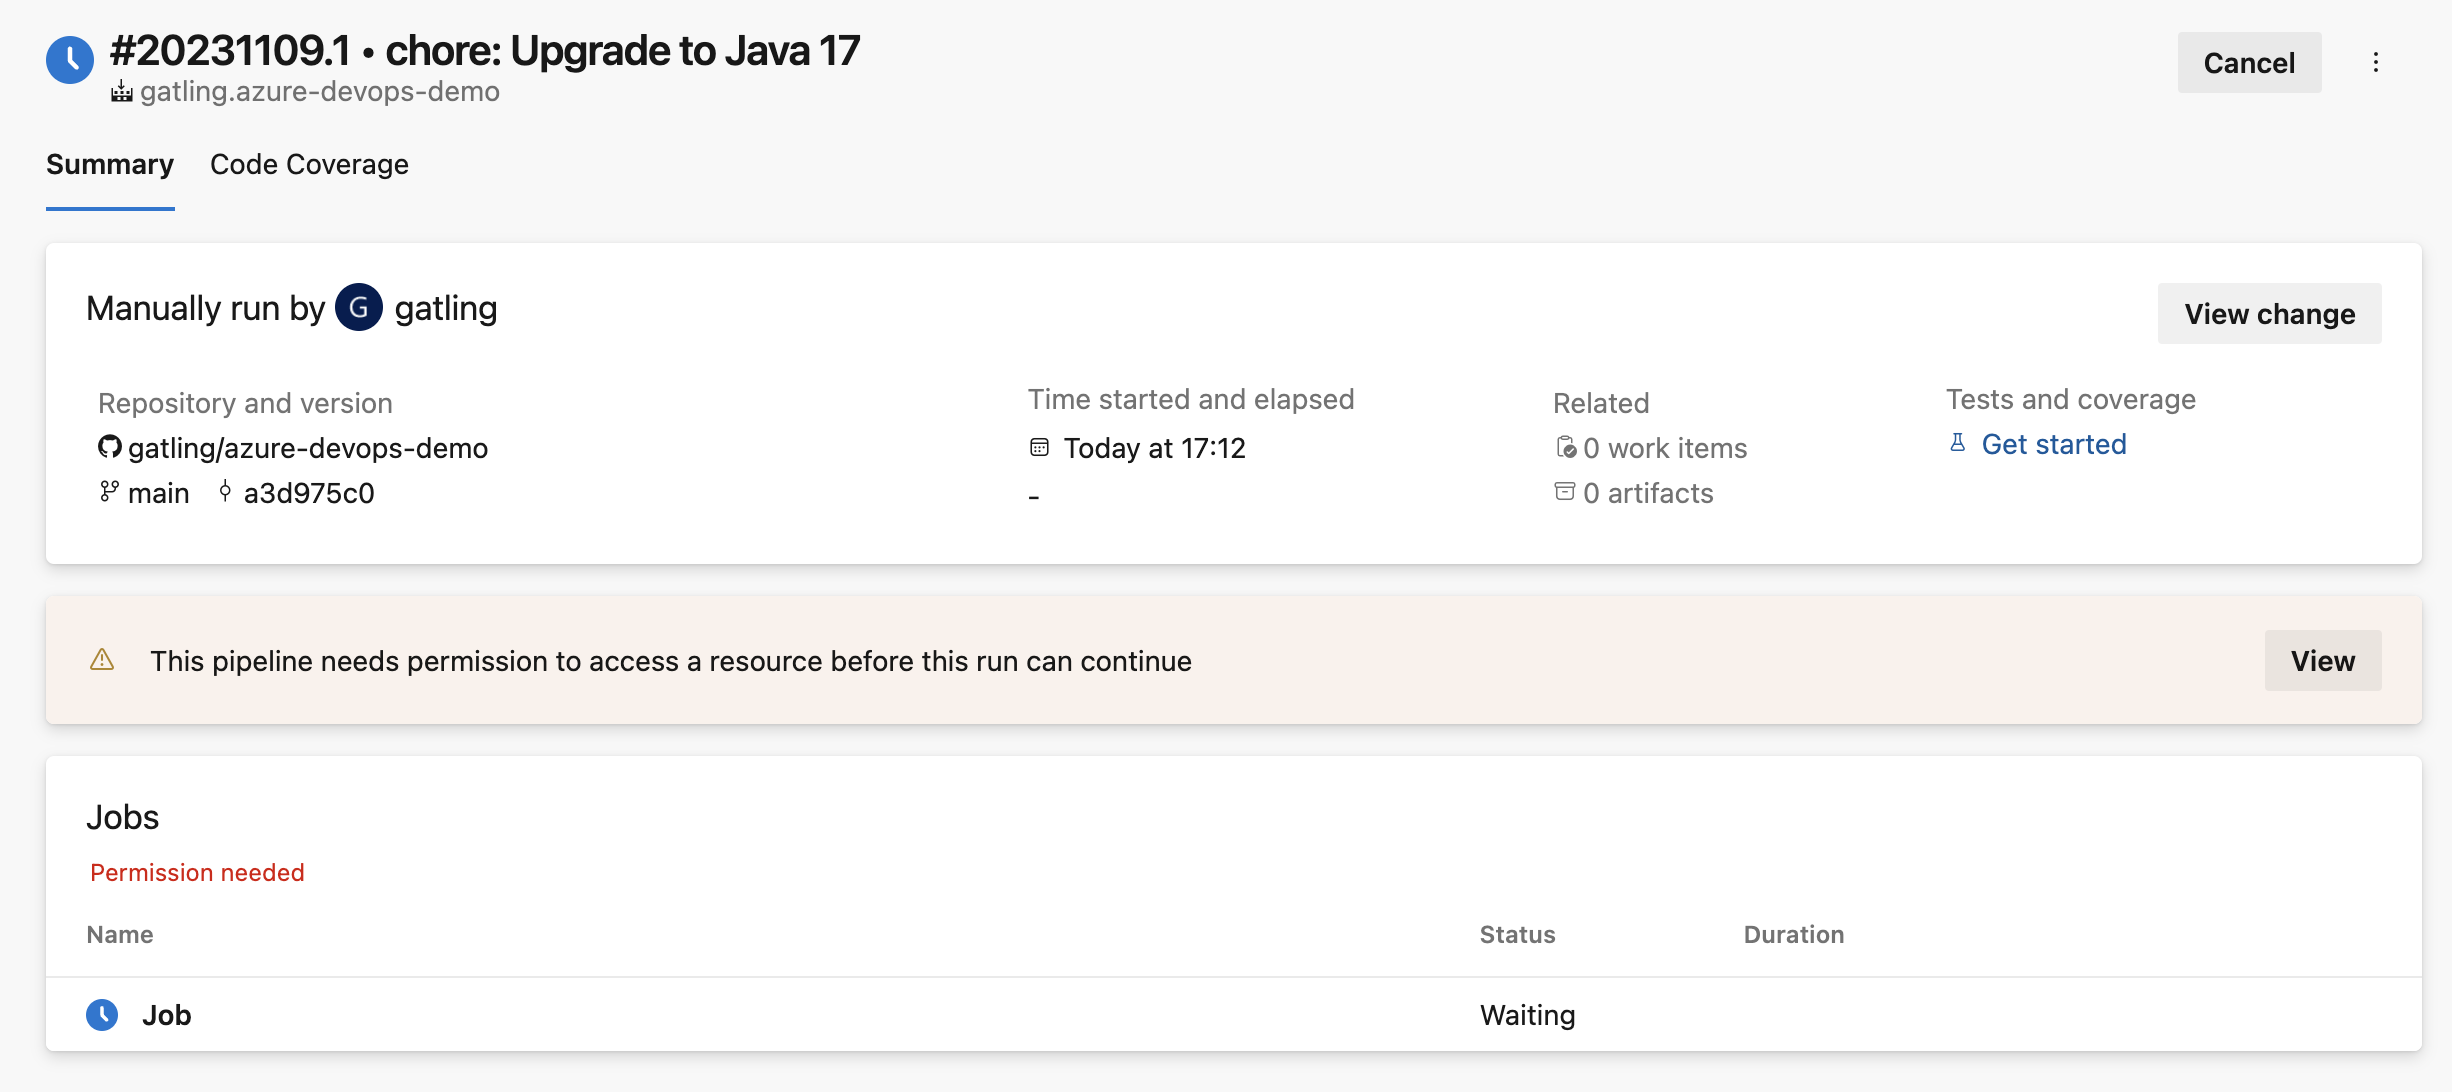 #20231109.1 • chore: Upgrade to Java 17
gatling.azure-devops-demo
Cancel
Summary
Code Coverage
Manually run by G gatling
View change
Repository and version
gatling/azure-devops-demo
main a3d975c0
Time started and elapsed
Today at 17:12
-
Related
0 work items
0 artifacts
Tests and coverage
Get started
This pipeline needs permission to access a resource before this run can continue
View
Jobs
Permission needed
Name Status Duration
Job Waiting